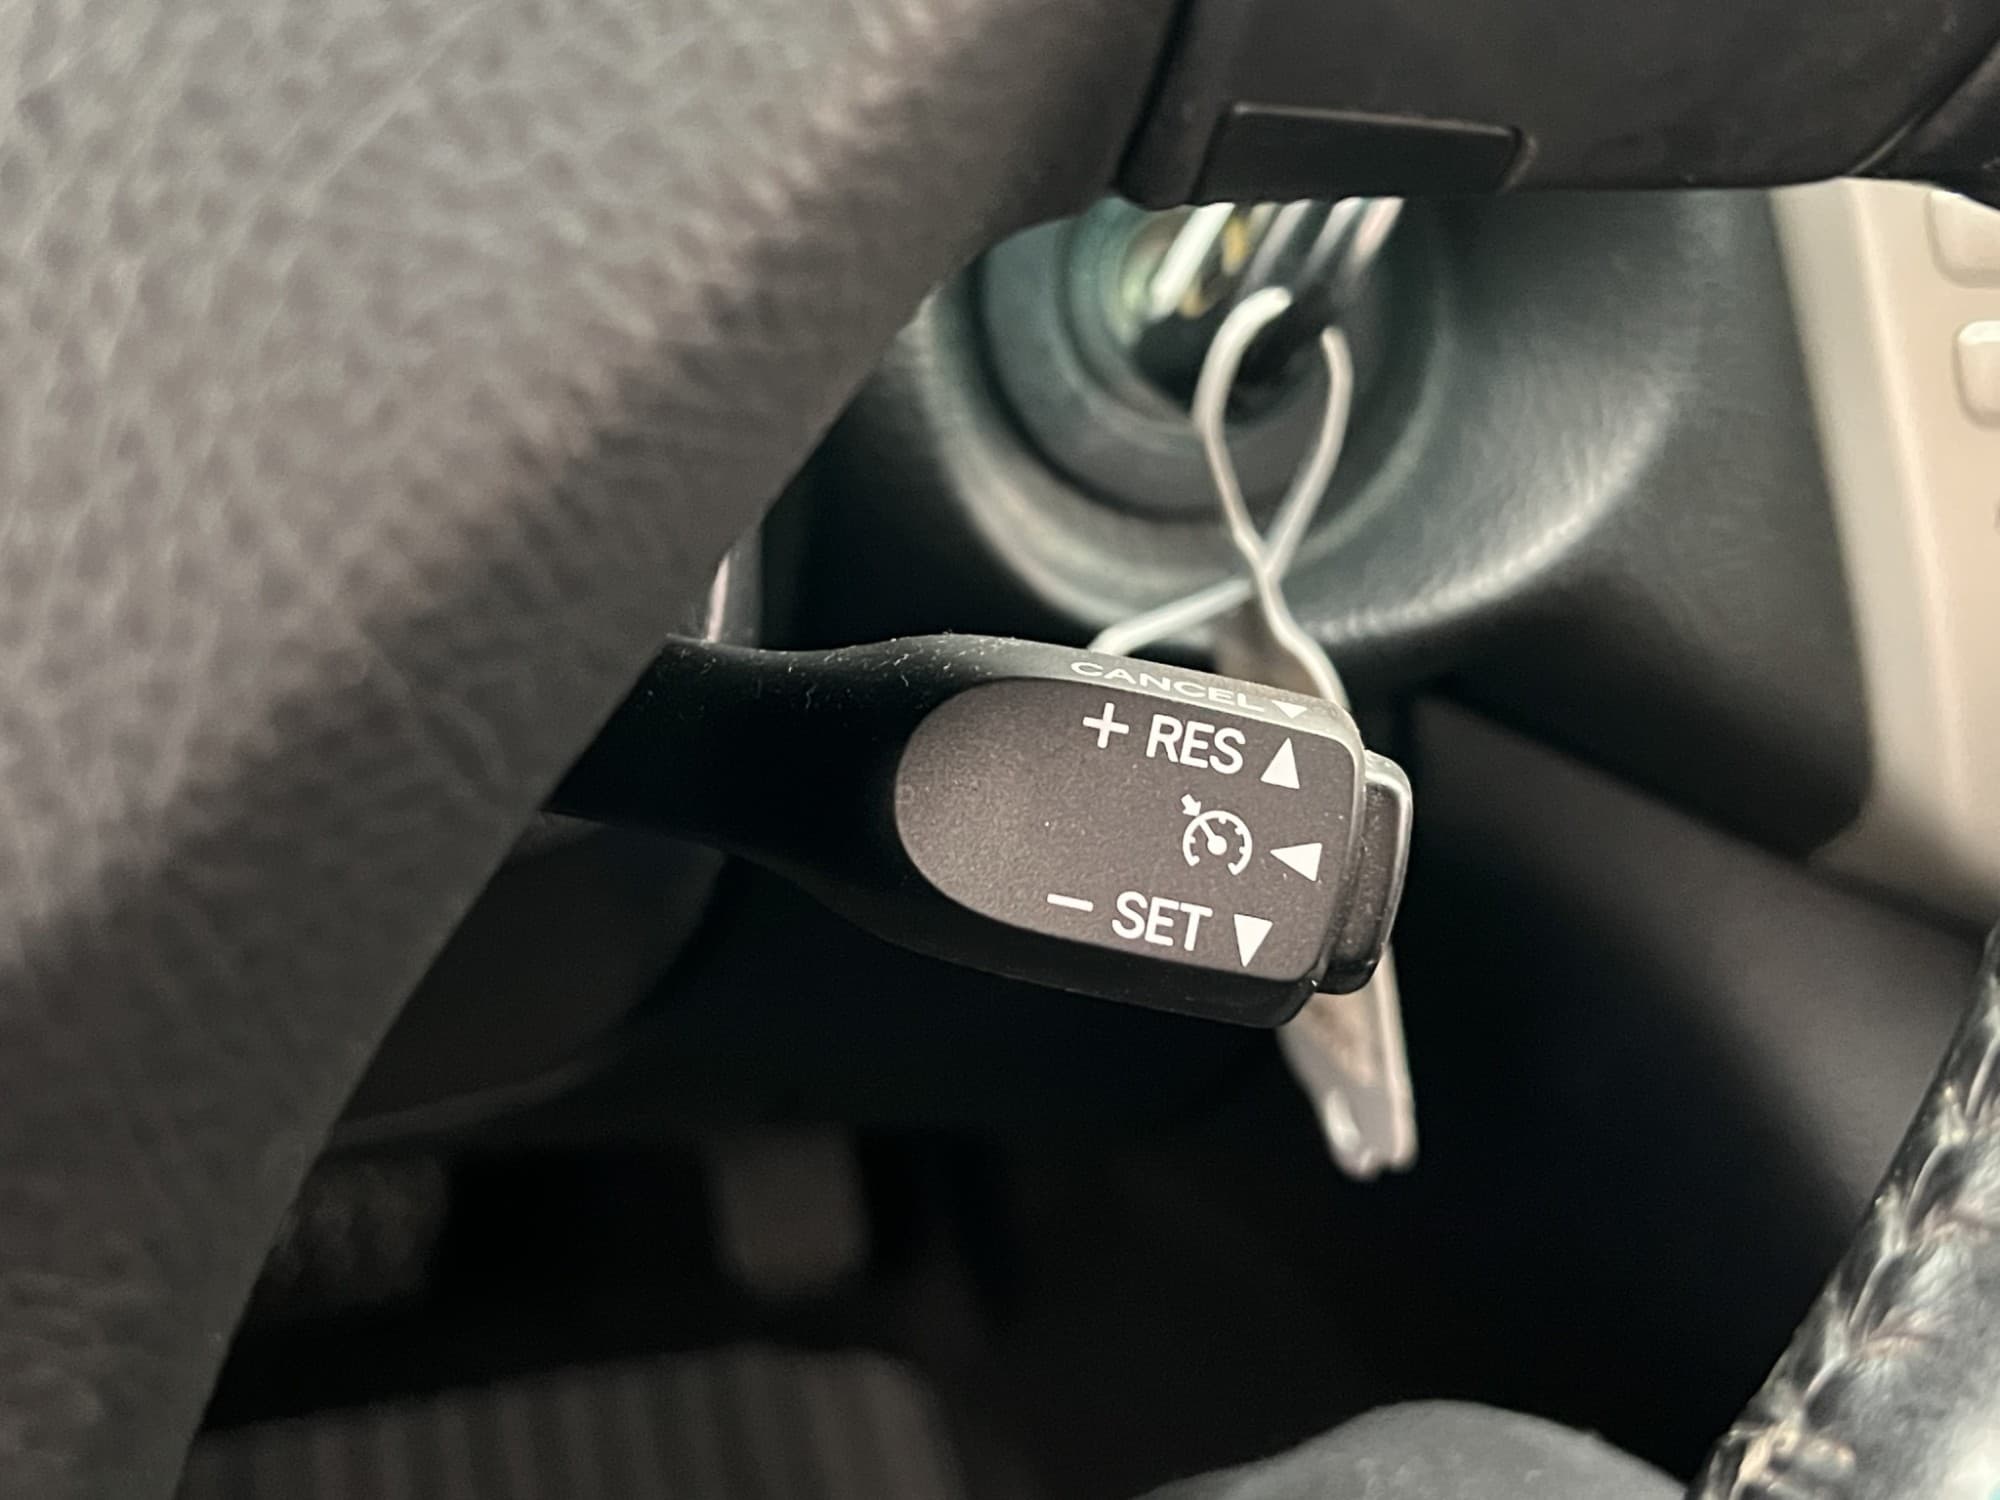 CANCEL ▼
+ RES ▲
◀
− SET ▼